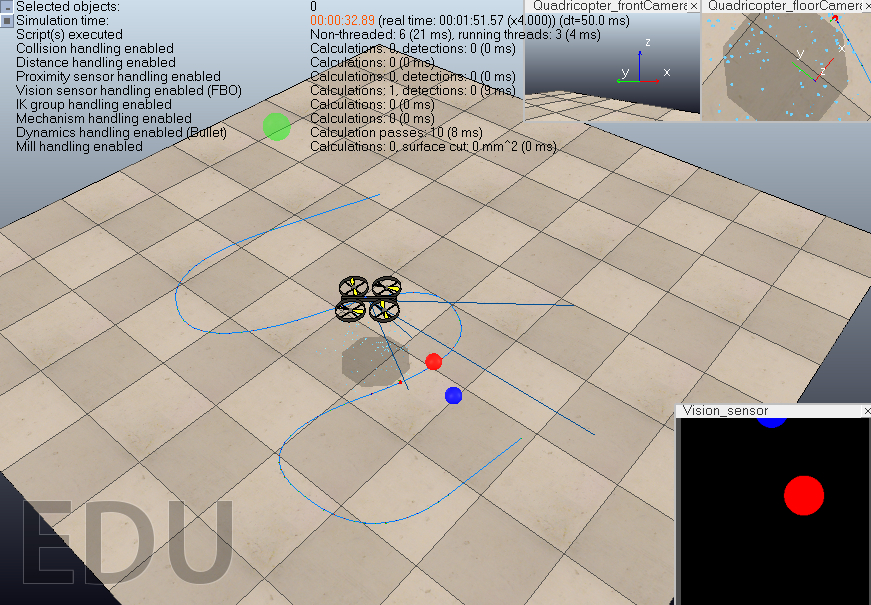 Selected objects: 0
Simulation time: 00:00:32.89 (real time: 00:01:51.57 (x4.000)) (dt=50.0 ms)
Script(s) executed Non-threaded: 6 (21 ms), running threads: 3 (4 ms)
Collision handling enabled Calculations: 0, detections: 0 (0 ms)
Distance handling enabled Calculations: 0 (0 ms)
Proximity sensor handling enabled Calculations: 0, detections: 0 (0 ms)
Vision sensor handling enabled (FBO) Calculations: 1, detections: 0 (9 ms)
IK group handling enabled Calculations: 0 (0 ms)
Mechanism handling enabled Calculations: 0 (0 ms)
Dynamics handling enabled (Bullet) Calculation passes: 10 (8 ms)
Mill handling enabled Calculations: 0, surface cut: 0 mm^2 (0 ms)
Quadricopter_frontCamera
z
y x
Quadricopter_floorCamera
y x
z
Vision_sensor
EDU